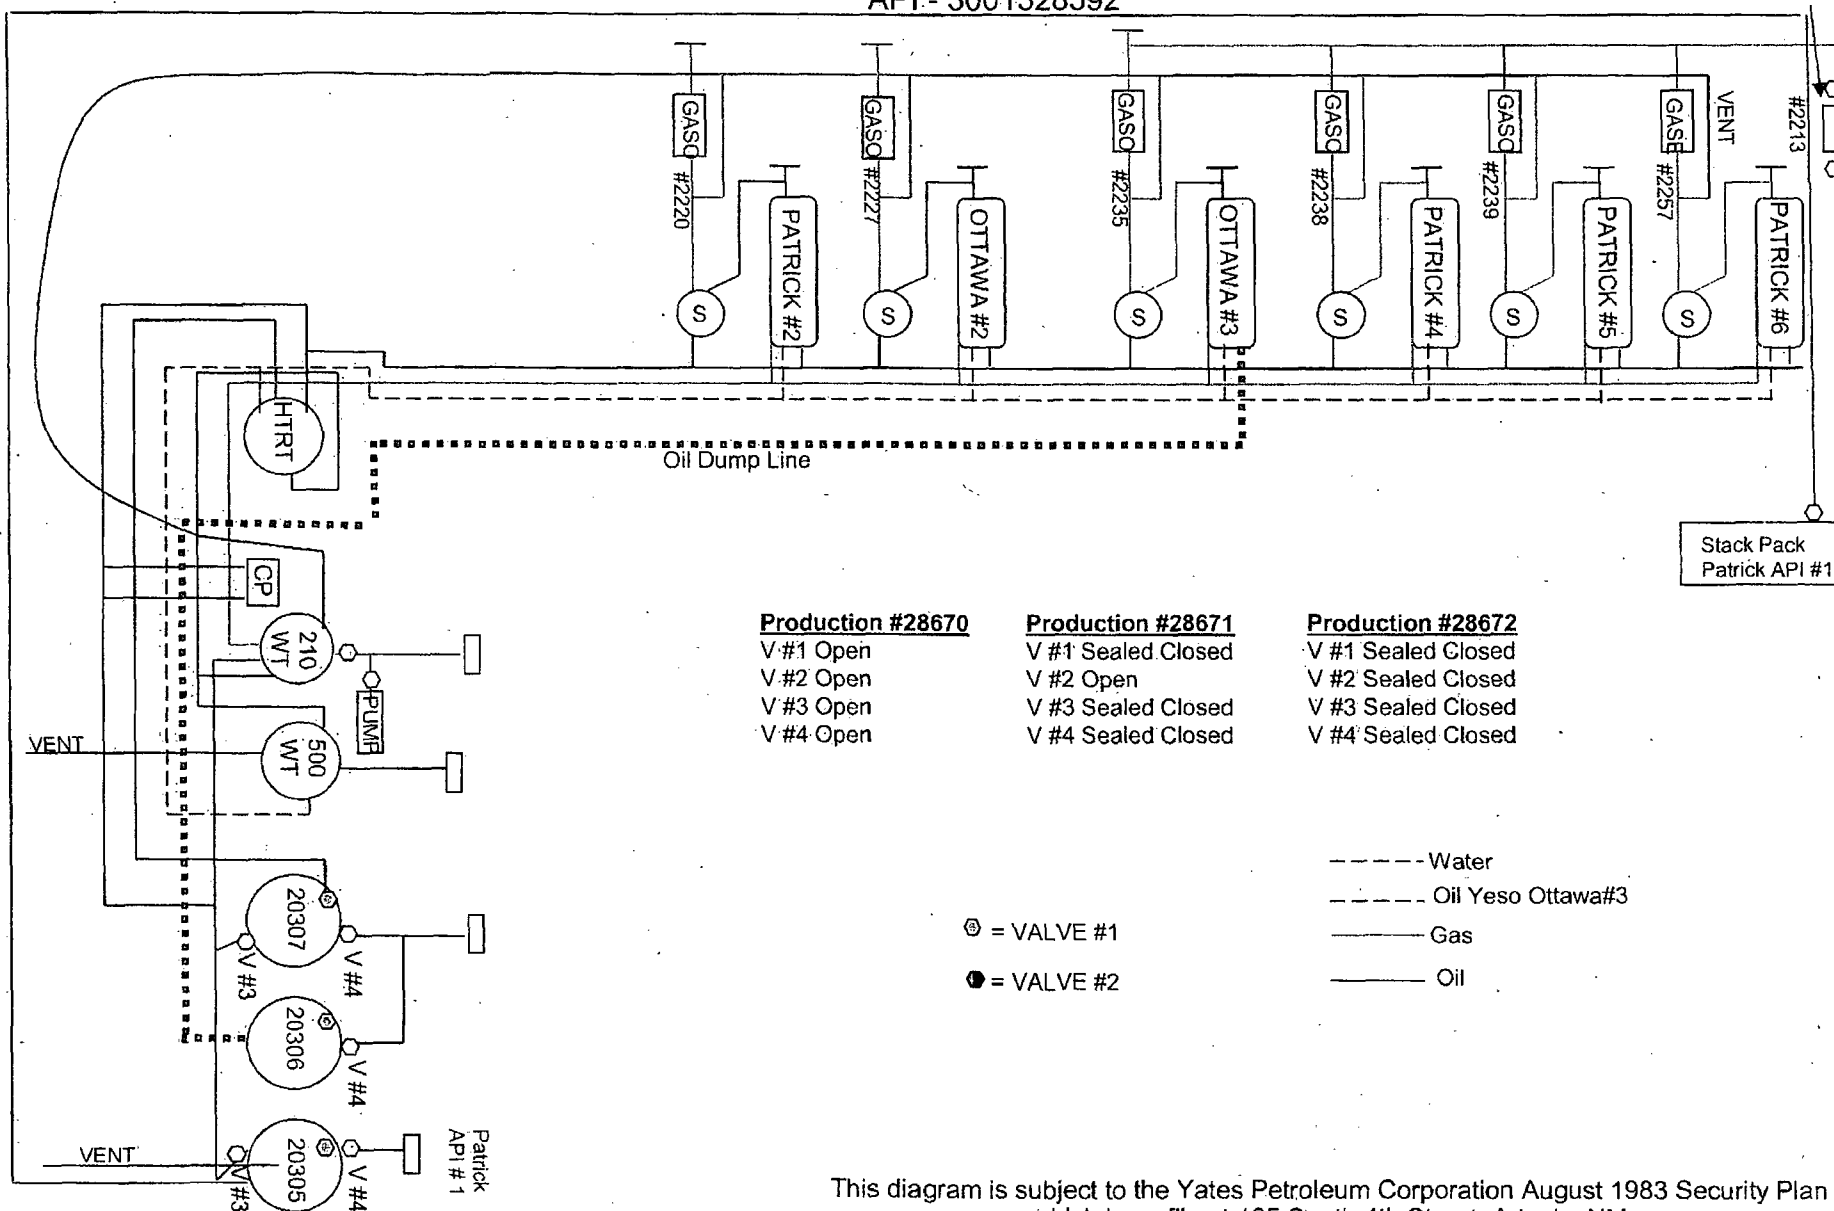 API - 3001328592
GASO
GASO
GASO
GASO
GASO
GASE
VENT
#2213
#2220
#2227
#2235
#2238
#2239
#2257
PATRICK #2
OTTAWA #2
OTTAWA #3
PATRICK #4
PATRICK #5
PATRICK #6
S
S
S
S
S
S
HTRT
Oil Dump Line
Stack Pack
Patrick API #1
CP
210
WT
PUMP
VENT
500
WT
Production #28670
V #1 Open
V #2 Open
V #3 Open
V #4 Open
Production #28671
V #1 Sealed Closed
V #2 Open
V #3 Sealed Closed
V #4 Sealed Closed
Production #28672
V #1 Sealed Closed
V #2 Sealed Closed
V #3 Sealed Closed
V #4 Sealed Closed
Water
Oil Yeso Ottawa#3
Gas
Oil
= VALVE #1
= VALVE #2
20307
V #3
V #4
20306
V #4
VENT
20305
V #3
V #4
Patrick
API # 1
This diagram is subject to the Yates Petroleum Corporation August 1983 Security Plan